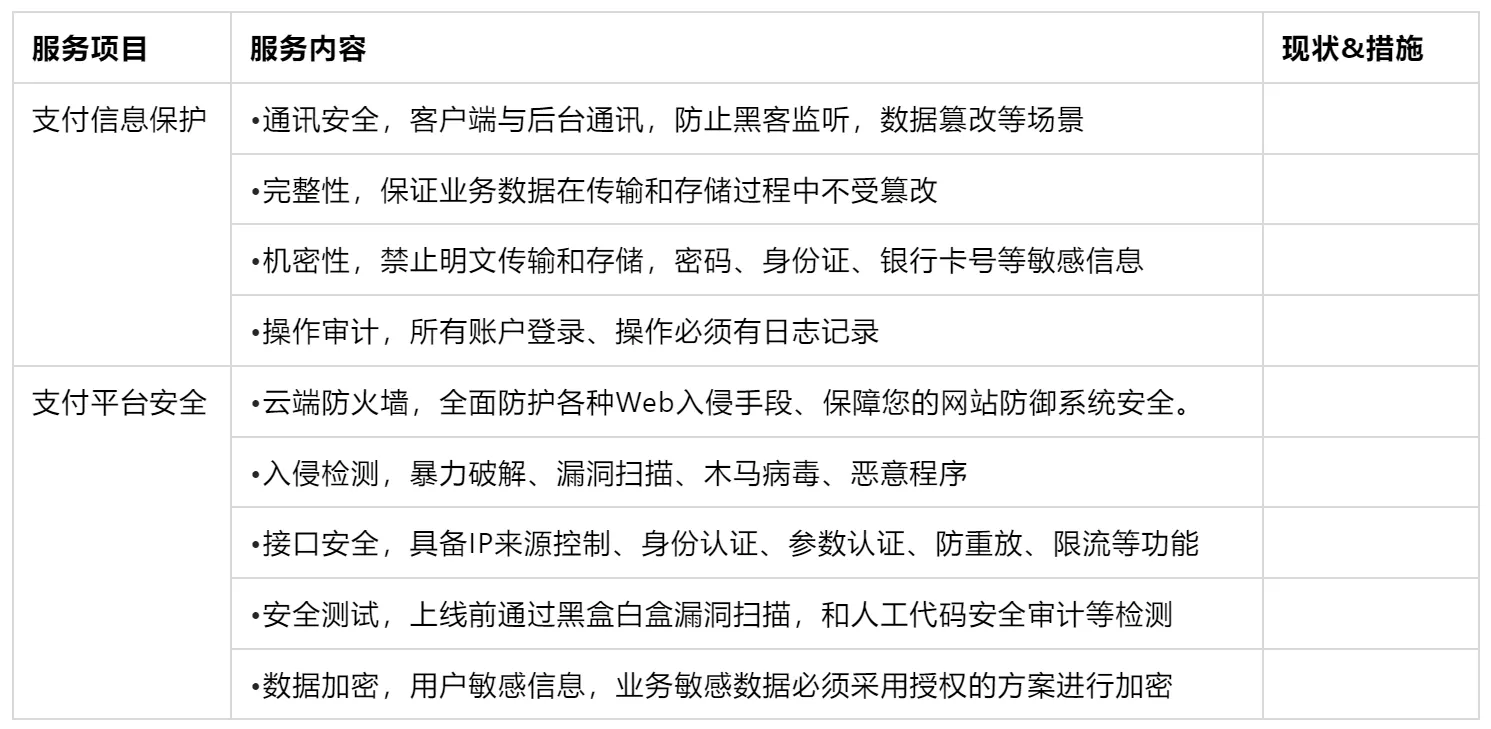 服务项目 服务内容 现状&措施
支付信息保护 •通讯安全，客户端与后台通讯，防止黑客监听，数据篡改等场景
•完整性，保证业务数据在传输和存储过程中不受篡改
•机密性，禁止明文传输和存储，密码、身份证、银行卡号等敏感信息
•操作审计，所有账户登录、操作必须有日志记录
支付平台安全 •云端防火墙，全面防护各种Web入侵手段、保障您的网站防御系统安全。
•入侵检测，暴力破解、漏洞扫描、木马病毒、恶意程序
•接口安全，具备IP来源控制、身份认证、参数认证、防重放、限流等功能
•安全测试，上线前通过黑盒白盒漏洞扫描，和人工代码安全审计等检测
•数据加密，用户敏感信息，业务敏感数据必须采用授权的方案进行加密